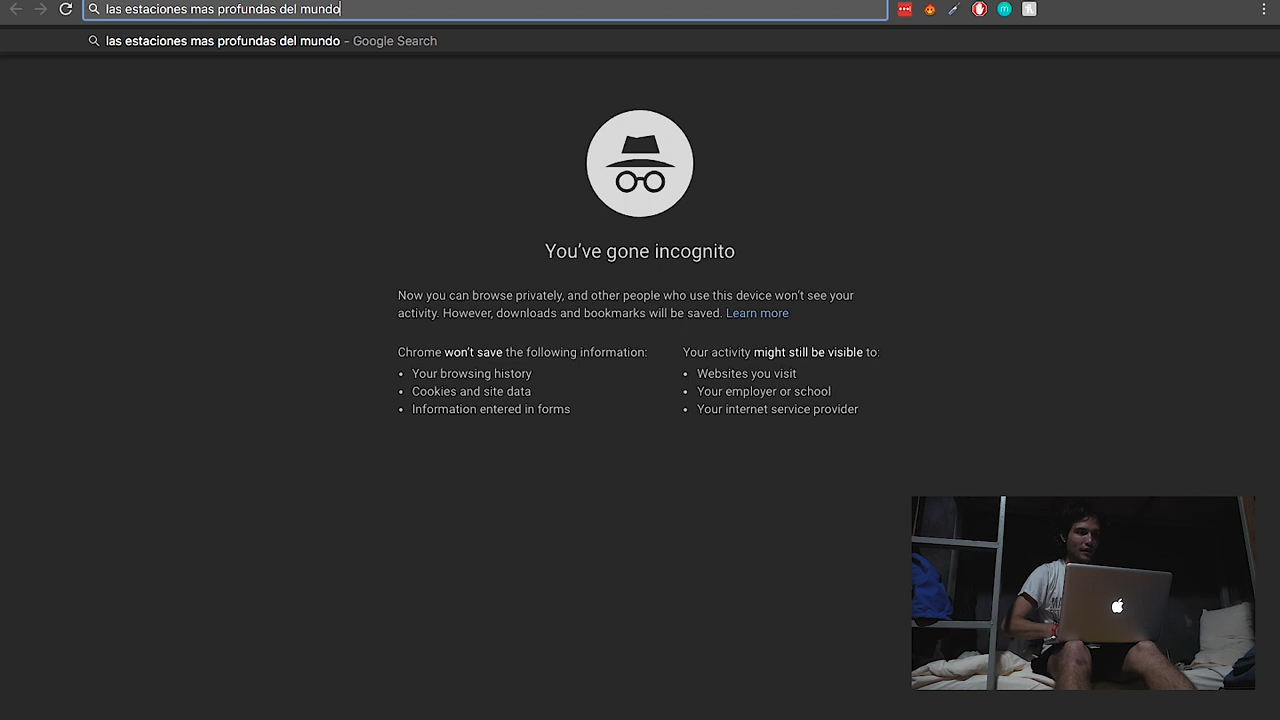 las estaciones mas profundas del mundo
las estaciones mas profundas del mundo – Google Search
You've gone incognito
Now you can browse privately, and other people who use this device won't see your
activity. However, downloads and bookmarks will be saved. Learn more
Chrome won't save the following information:
• Your browsing history
• Cookies and site data
• Information entered in forms
Your activity might still be visible to:
• Websites you visit
• Your employer or school
• Your internet service provider